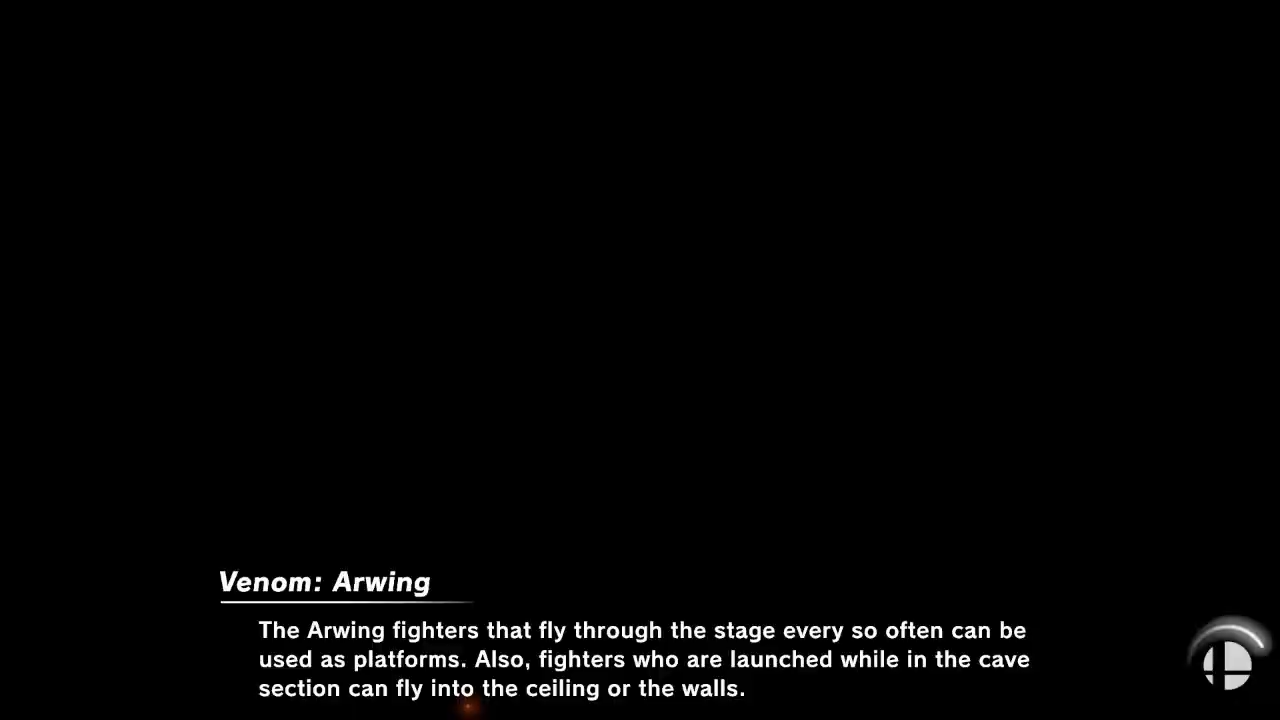 Venom: Arwing
The Arwing fighters that fly through the stage every so often can be
used as platforms. Also, fighters who are launched while in the cave
section can fly into the ceiling or the walls.